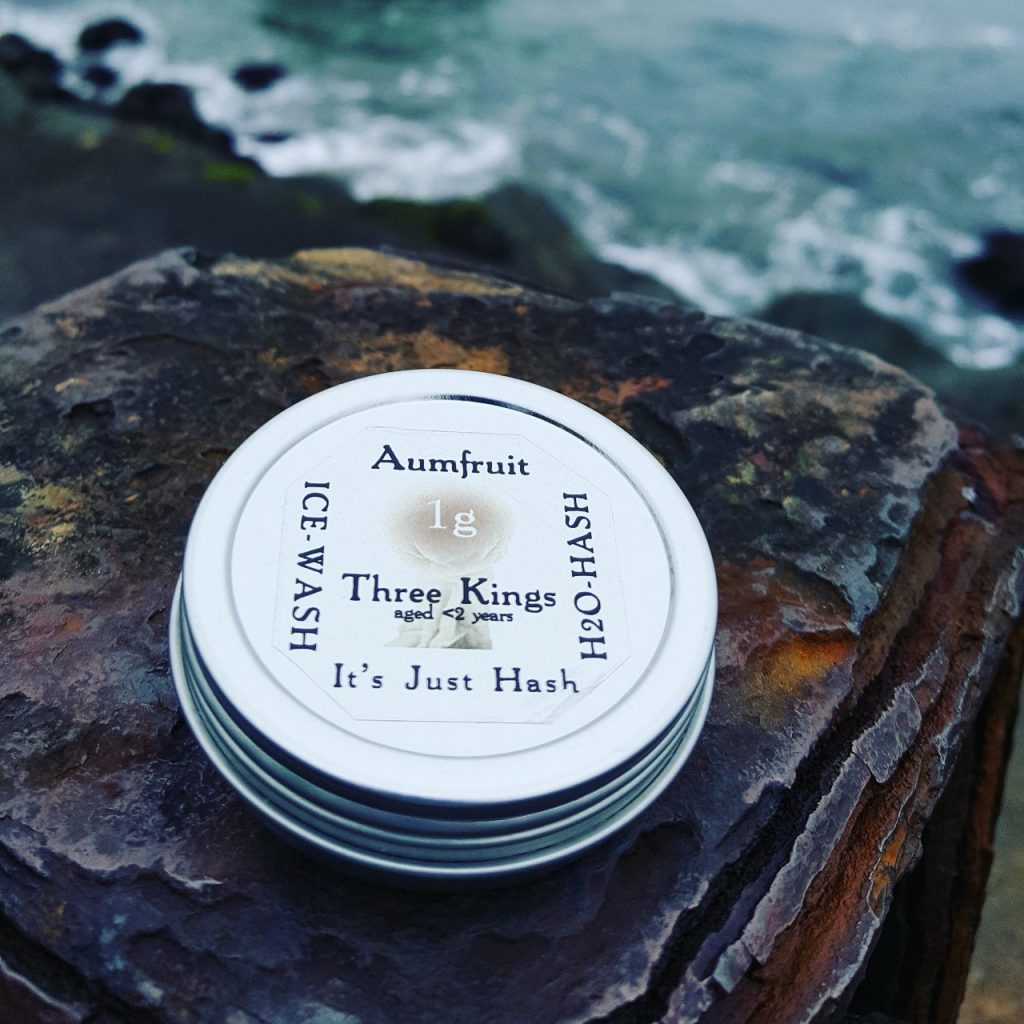 Aumfruit
1g
ICE-WASH
Three Kings
aged <2 years
H2O-HASH
It's Just Hash